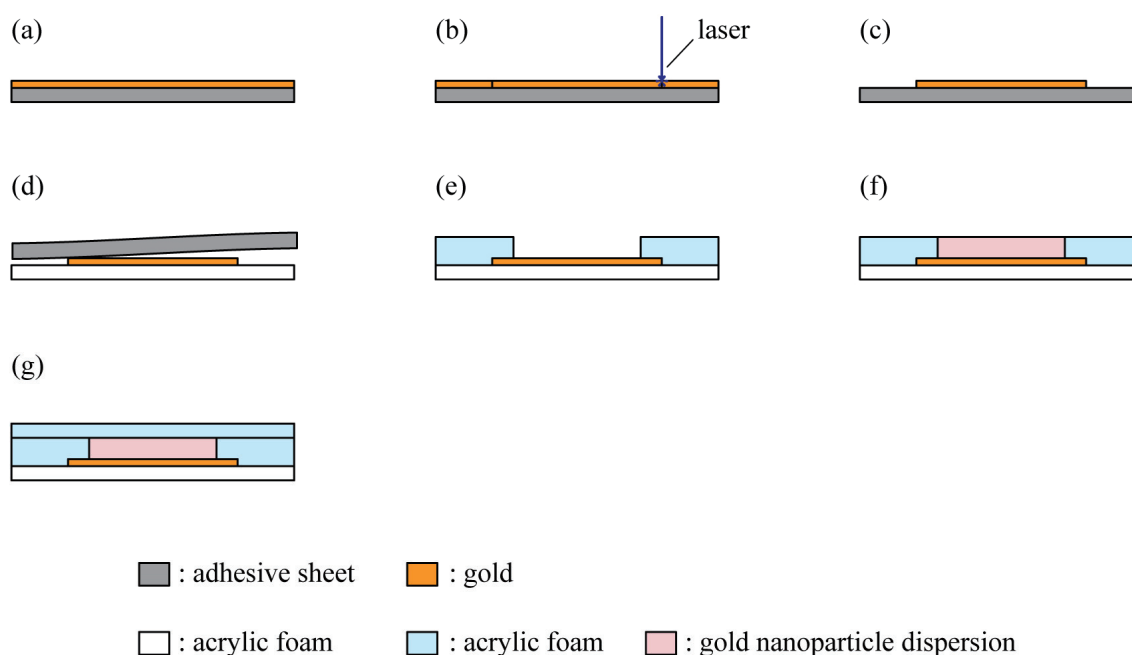 (a)
(b)
laser
(c)
(d)
(e)
(f)
(g)
: adhesive sheet
: gold
: acrylic foam
: acrylic foam
: gold nanoparticle dispersion